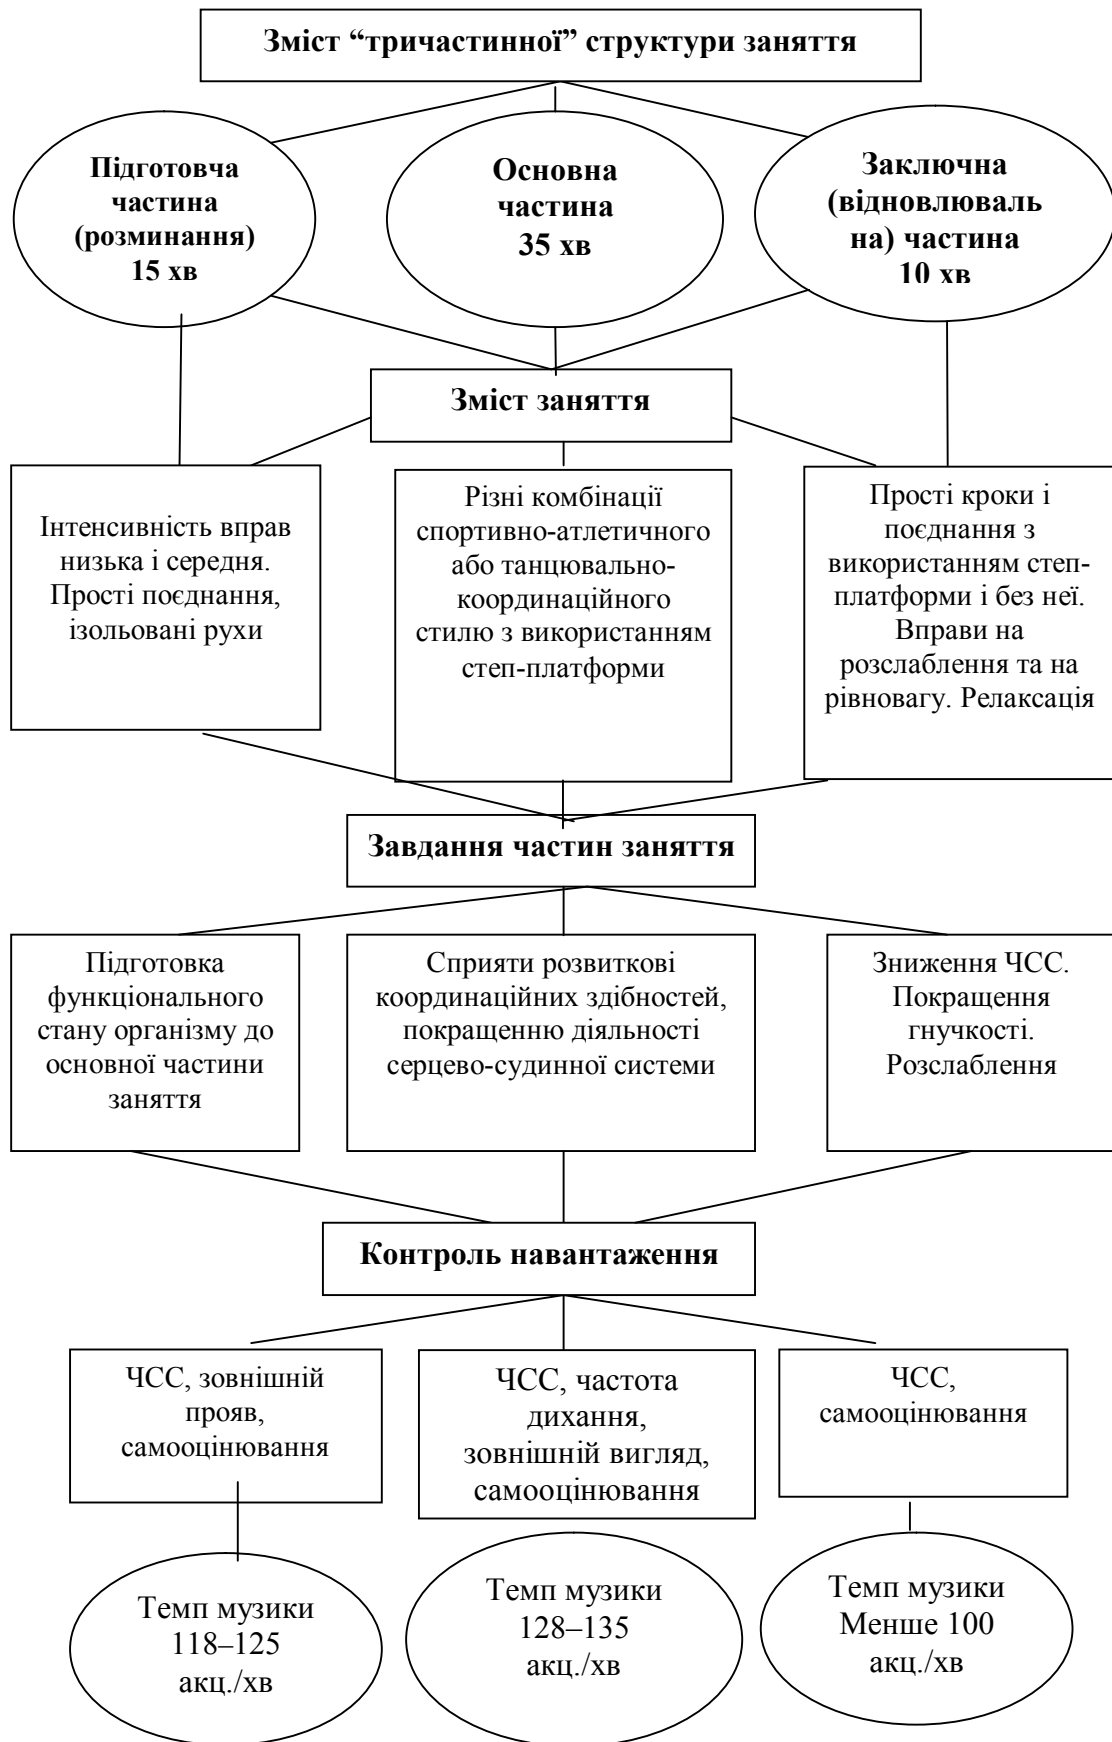 Зміст “тричастинної” структури заняття
Підготовча
частина
(розминання)
15 хв
Основна
частина
35 хв
Заключна
(відновлюваль
на) частина
10 хв
Зміст заняття
Інтенсивність вправ
низька і середня.
Прості поєднання,
ізольовані рухи
Різні комбінації
спортивно-атлетичного
або танцювально-
координаційного
стилю з використанням
степ-платформи
Прості кроки і
поєднання з
використанням степ-
платформи і без неї.
Вправи на
розслаблення та на
рівновагу. Релаксація
Завдання частин заняття
Підготовка
функціонального
стану організму до
основної частини
заняття
Сприяти розвиткові
координаційних здібностей,
покращенню діяльності
серцево-судинної системи
Зниження ЧСС.
Покращення
гнучкості.
Розслаблення
Контроль навантаження
ЧСС, зовнішній
прояв,
самооцінювання
ЧСС, частота
дихання,
зовнішній вигляд,
самооцінювання
ЧСС,
самооцінювання
Темп музики
118–125
акц./хв
Темп музики
128–135
акц./хв
Темп музики
Менше 100
акц./хв